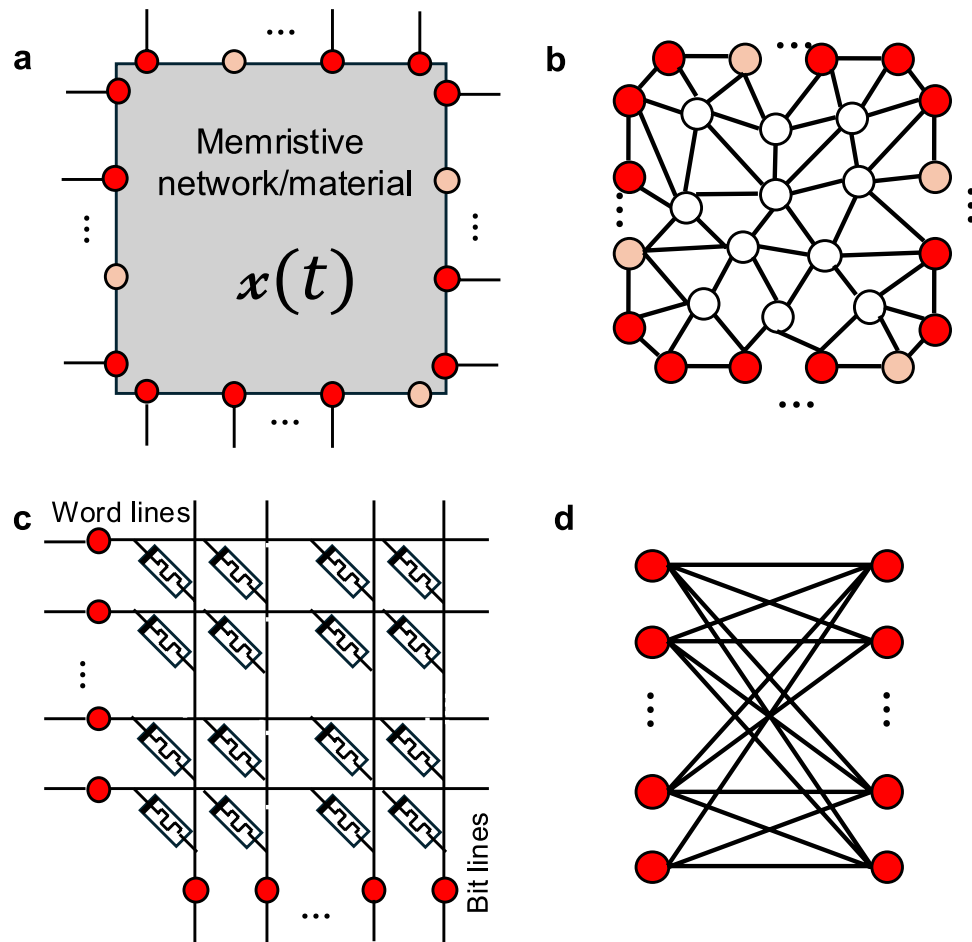 a
...
Memristive
network/material
x(t)
...
...
...
b
...
...
...
...
c
Word lines
...
...
Bit lines
d
...
...